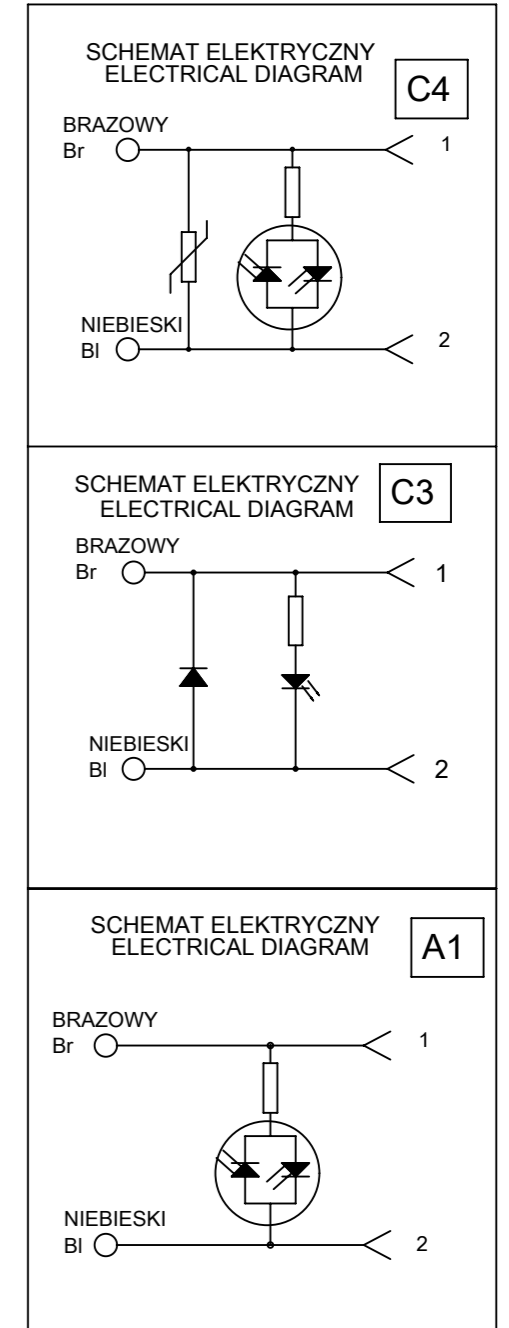 SCHEMAT ELEKTRYCZNY
ELECTRICAL DIAGRAM
C4
BRAZOWY
Br
1
NIEBIESKI
Bl
2
SCHEMAT ELEKTRYCZNY
ELECTRICAL DIAGRAM
C3
BRAZOWY
Br
1
NIEBIESKI
Bl
2
SCHEMAT ELEKTRYCZNY
ELECTRICAL DIAGRAM
A1
BRAZOWY
Br
1
NIEBIESKI
Bl
2